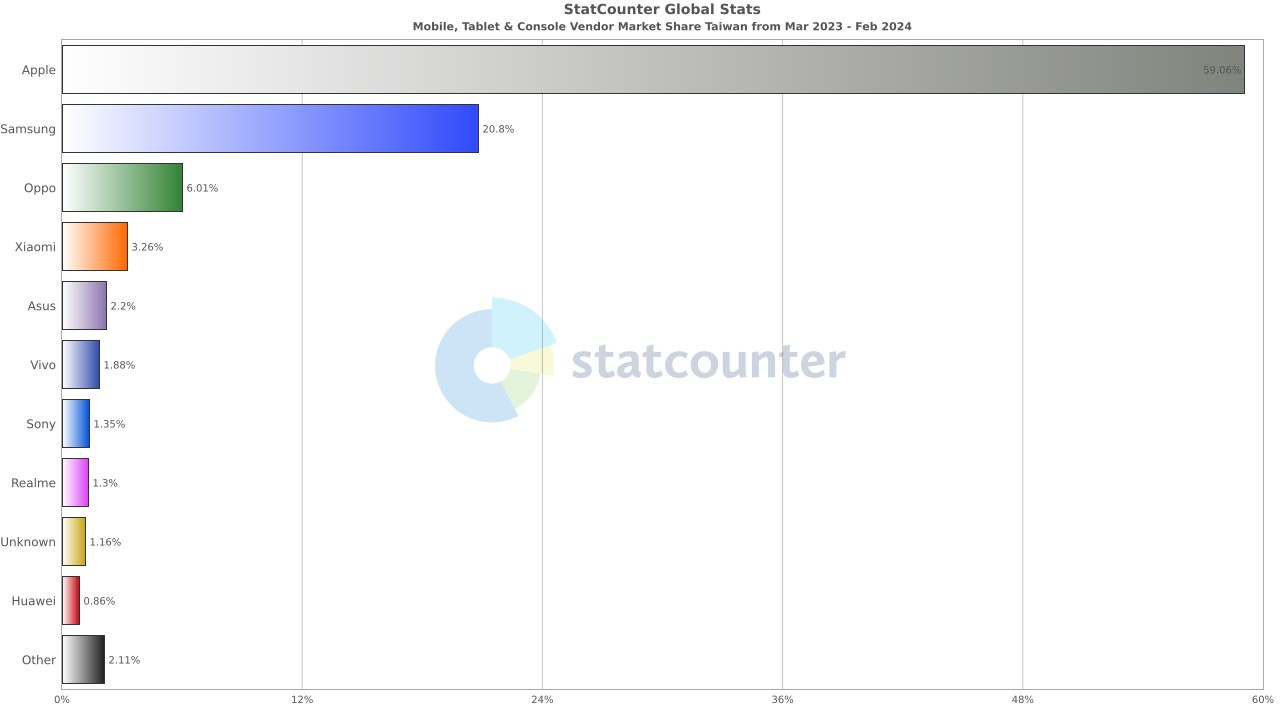 StatCounter Global Stats
Mobile, Tablet & Console Vendor Market Share Taiwan from Mar 2023 - Feb 2024
Apple 59.06%
Samsung 20.8%
Oppo 6.01%
Xiaomi 3.26%
Asus 2.2%
Vivo 1.88%
statcounter
Sony 1.35%
Realme 1.3%
Unknown 1.16%
Huawei 0.86%
Other 2.11%
0% 12% 24% 36% 48% 60%